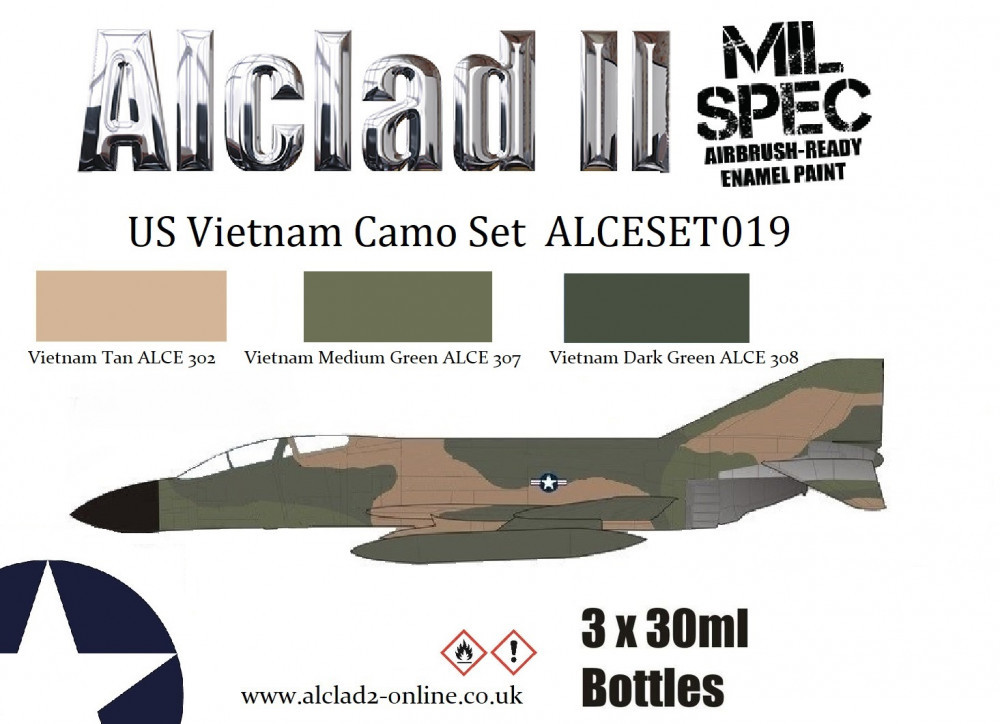 Alclad II
MIL
SPEC
AIRBRUSH-READY
ENAMEL PAINT
US Vietnam Camo Set ALCESET019
Vietnam Tan ALCE 302
Vietnam Medium Green ALCE 307
Vietnam Dark Green ALCE 308
3 x 30ml
Bottles
www.alclad2-online.co.uk